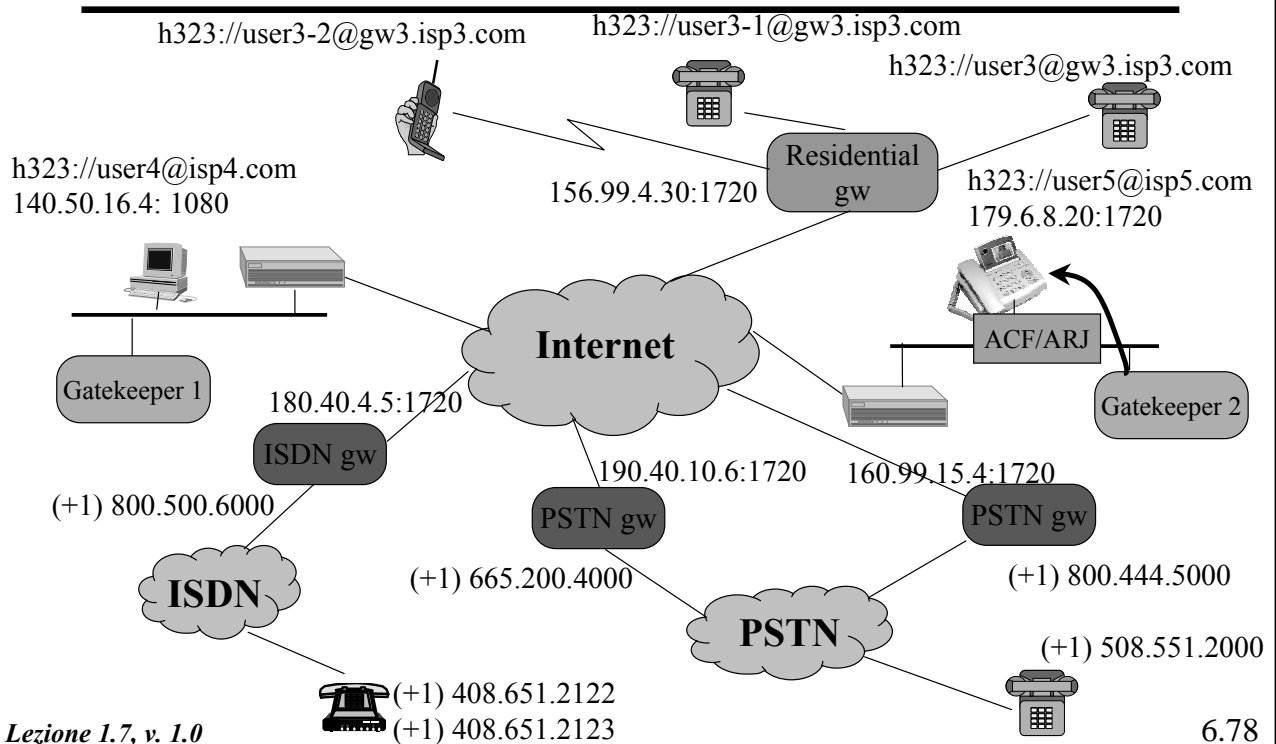 h323://user3-2@gw3.isp3.com
h323://user3-1@gw3.isp3.com
h323://user3@gw3.isp3.com
h323://user4@isp4.com
140.50.16.4: 1080
156.99.4.30:1720
Residential
gw
h323://user5@isp5.com
179.6.8.20:1720
Internet
ACF/ARJ
Gatekeeper 1
Gatekeeper 2
180.40.4.5:1720
ISDN gw
190.40.10.6:1720
160.99.15.4:1720
(+1) 800.500.6000
PSTN gw
PSTN gw
(+1) 665.200.4000
(+1) 800.444.5000
ISDN
PSTN
(+1) 508.551.2000
(+1) 408.651.2122
(+1) 408.651.2123
Lezione 1.7, v. 1.0
6.78